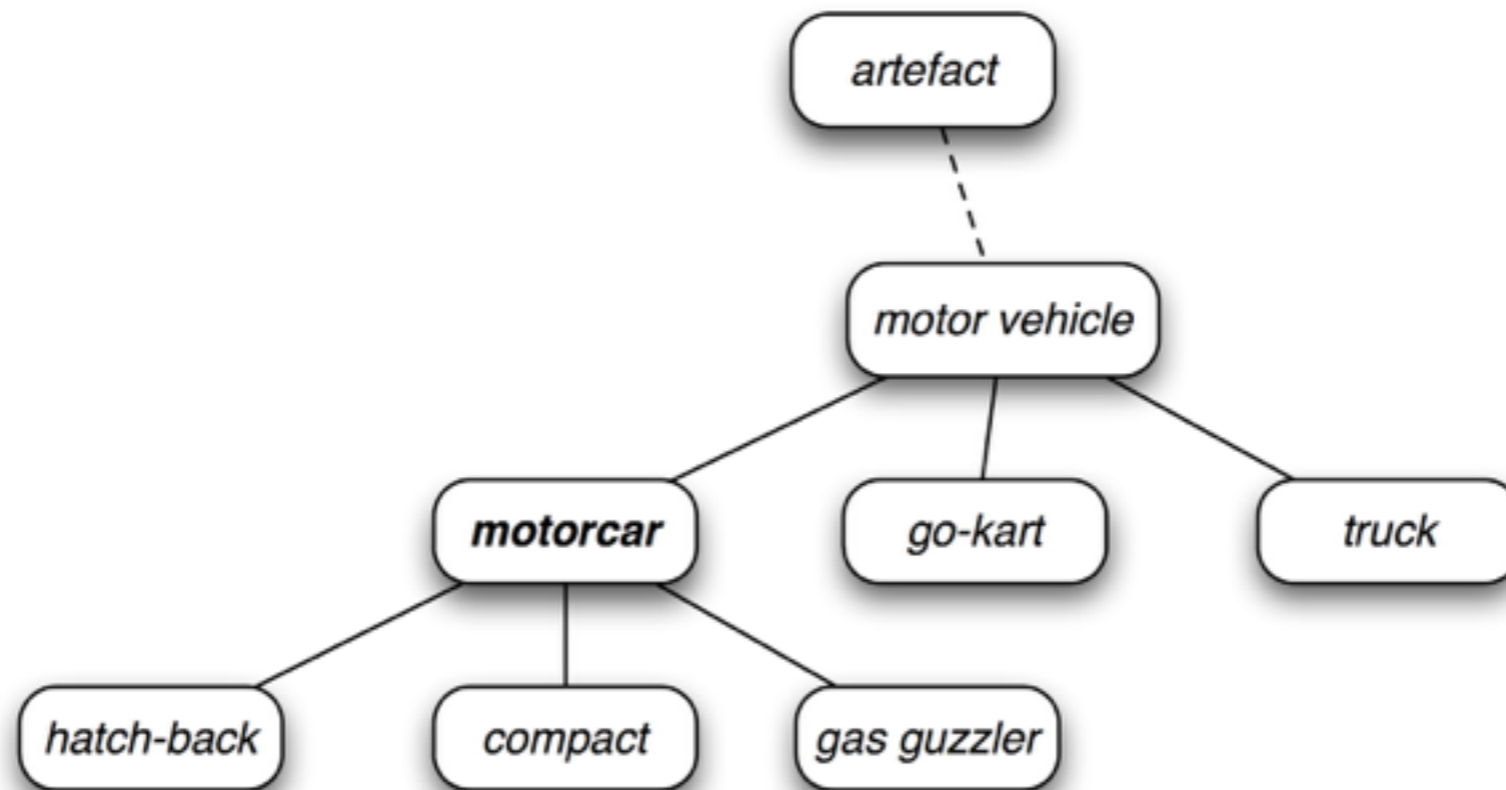 artefact
motor vehicle
motorcar
go-kart
truck
hatch-back
compact
gas guzzler